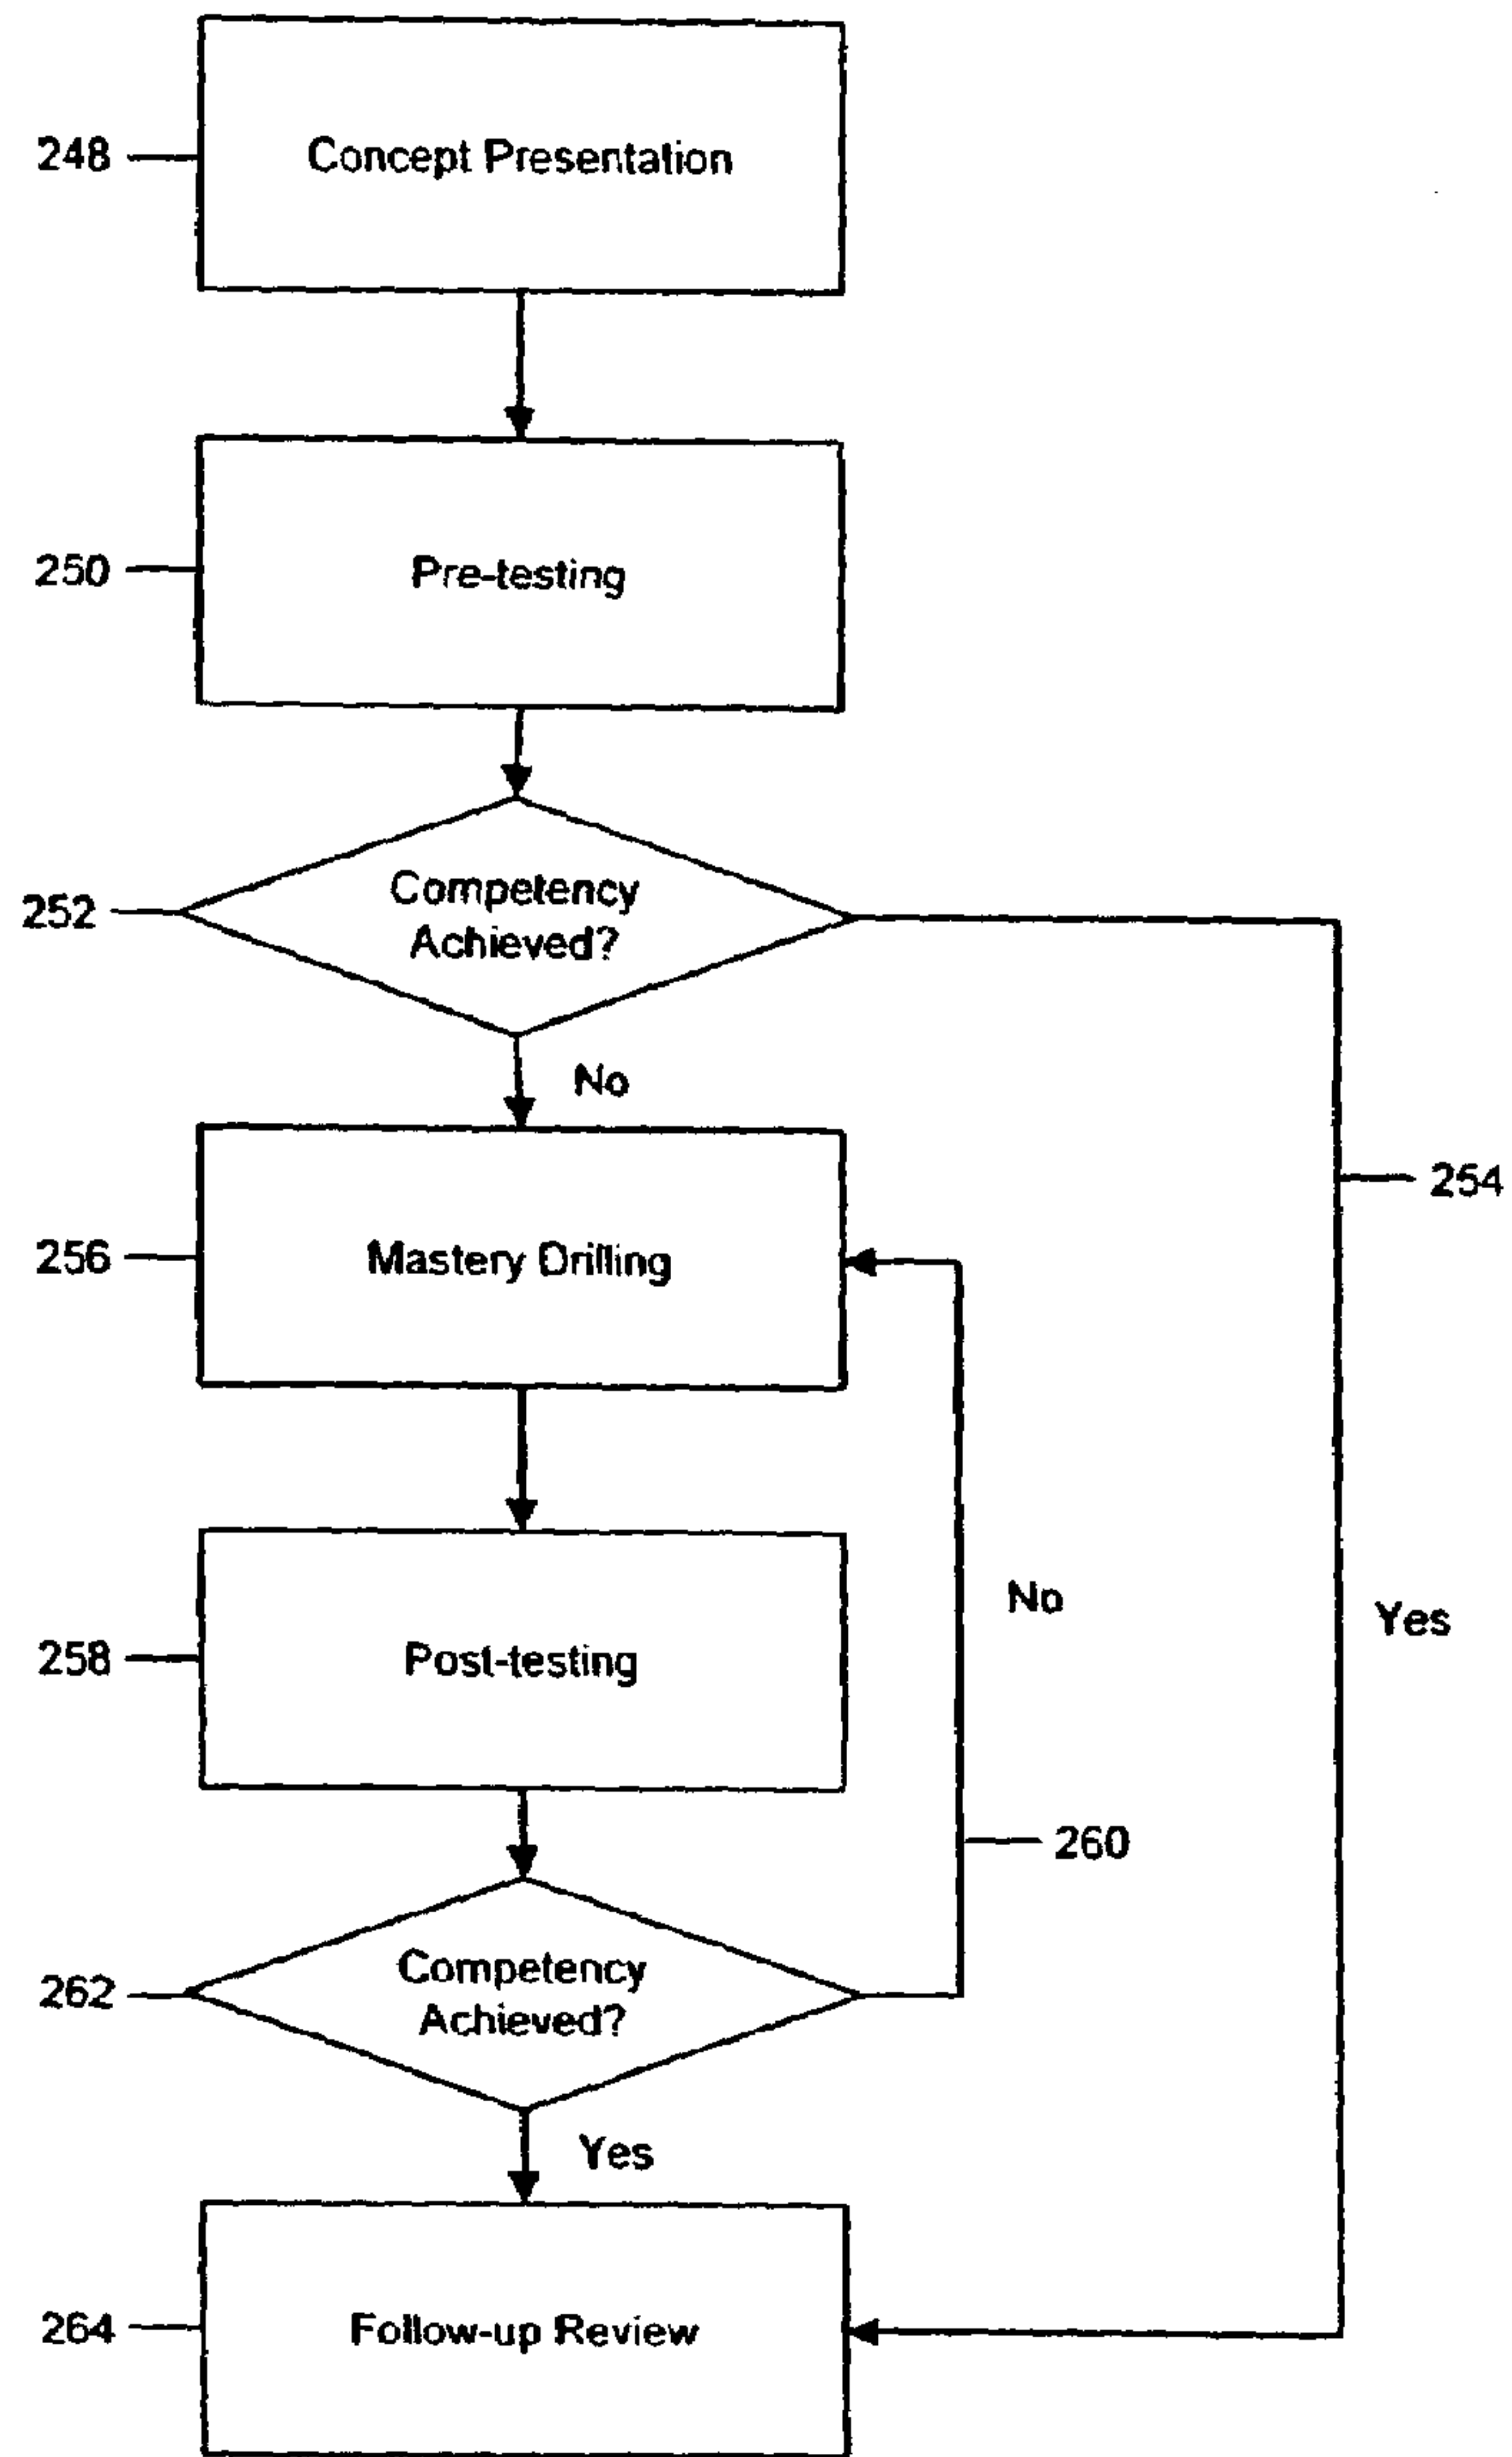 248
Concept Presentation
250
Pre-testing
252
Competency
Achieved?
No
254
256
Mastery Drilling
No
Yes
258
Post-testing
260
262
Competency
Achieved?
Yes
264
Follow-up Review